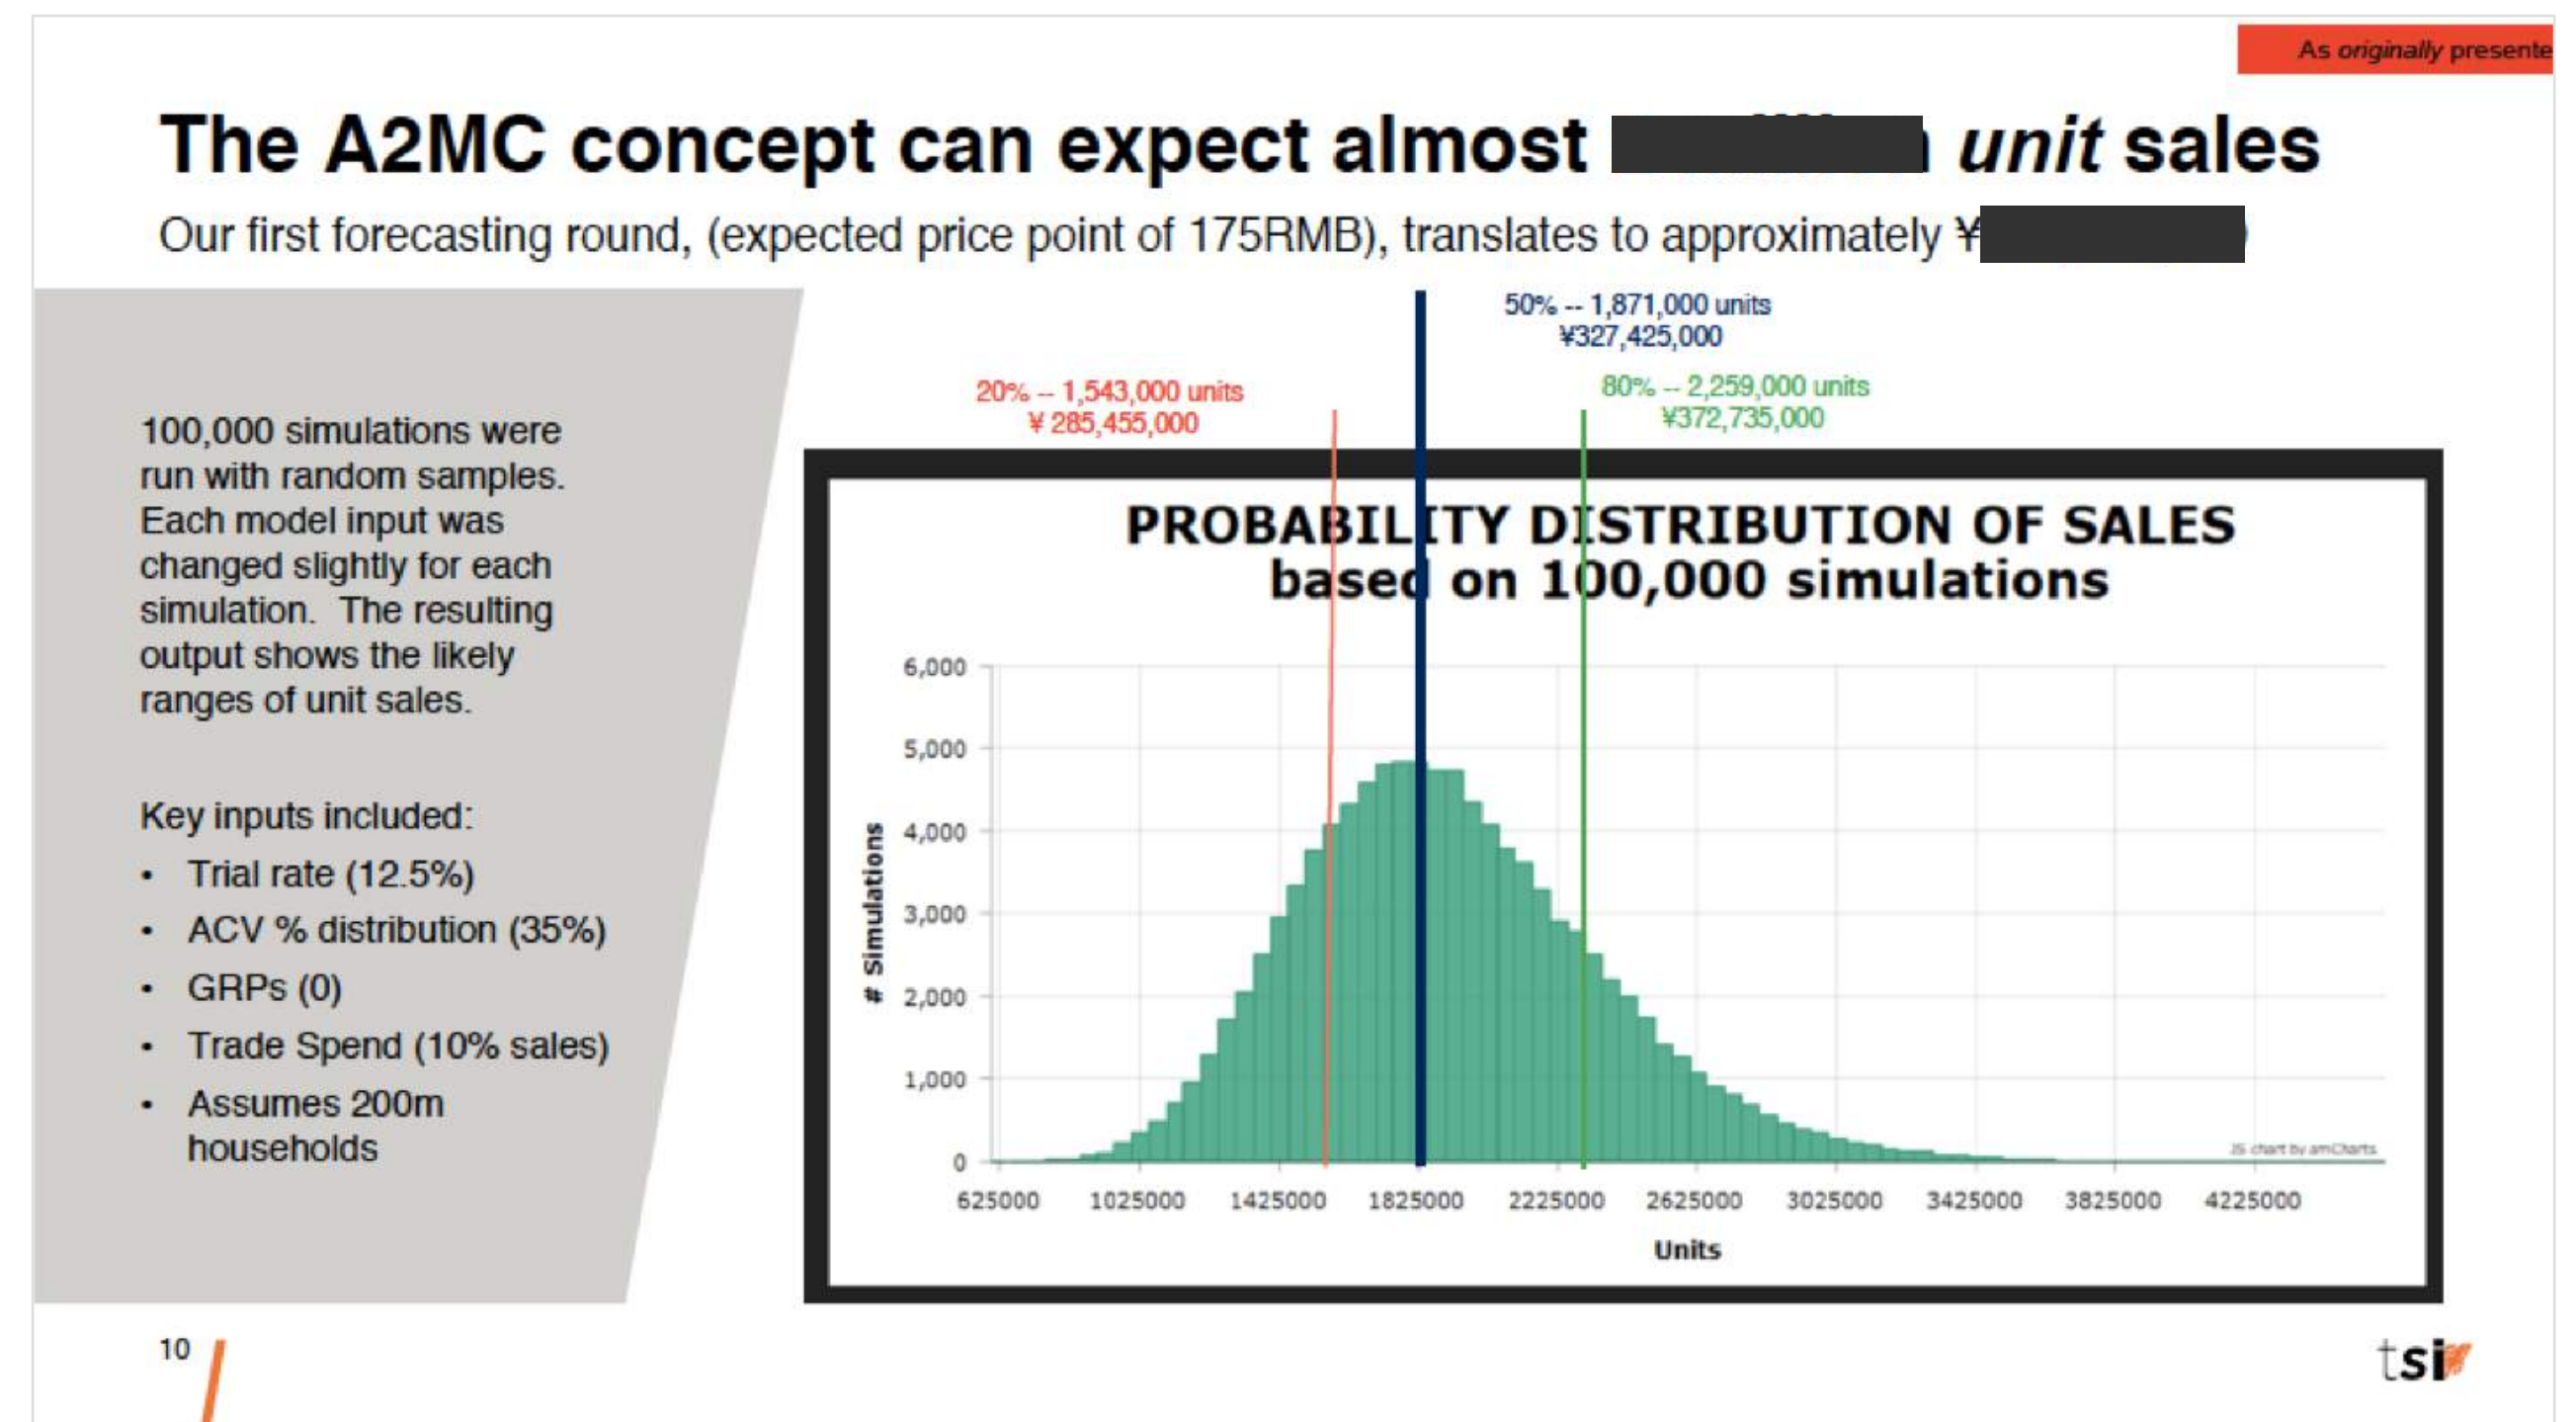 As originally presente
The A2MC concept can expect almost unit sales
Our first forecasting round, (expected price point of 175RMB), translates to approximately ¥
50% -- 1,871,000 units
¥327,425,000
20% -- 1,543,000 units
¥ 285,455,000
80% -- 2,259,000 units
¥372,735,000
100,000 simulations were
run with random samples.
Each model input was
changed slightly for each
simulation. The resulting
output shows the likely
ranges of unit sales.
Key inputs included:
• Trial rate (12.5%)
• ACV % distribution (35%)
• GRPs (0)
• Trade Spend (10% sales)
• Assumes 200m
households
PROBABILITY DISTRIBUTION OF SALES
based on 100,000 simulations
# Simulations
6,000
5,000
4,000
3,000
2,000
1,000
0
JS chart by amCharts
625000 1025000 1425000 1825000 2225000 2625000 3025000 3425000 3825000 4225000
Units
10
tsi